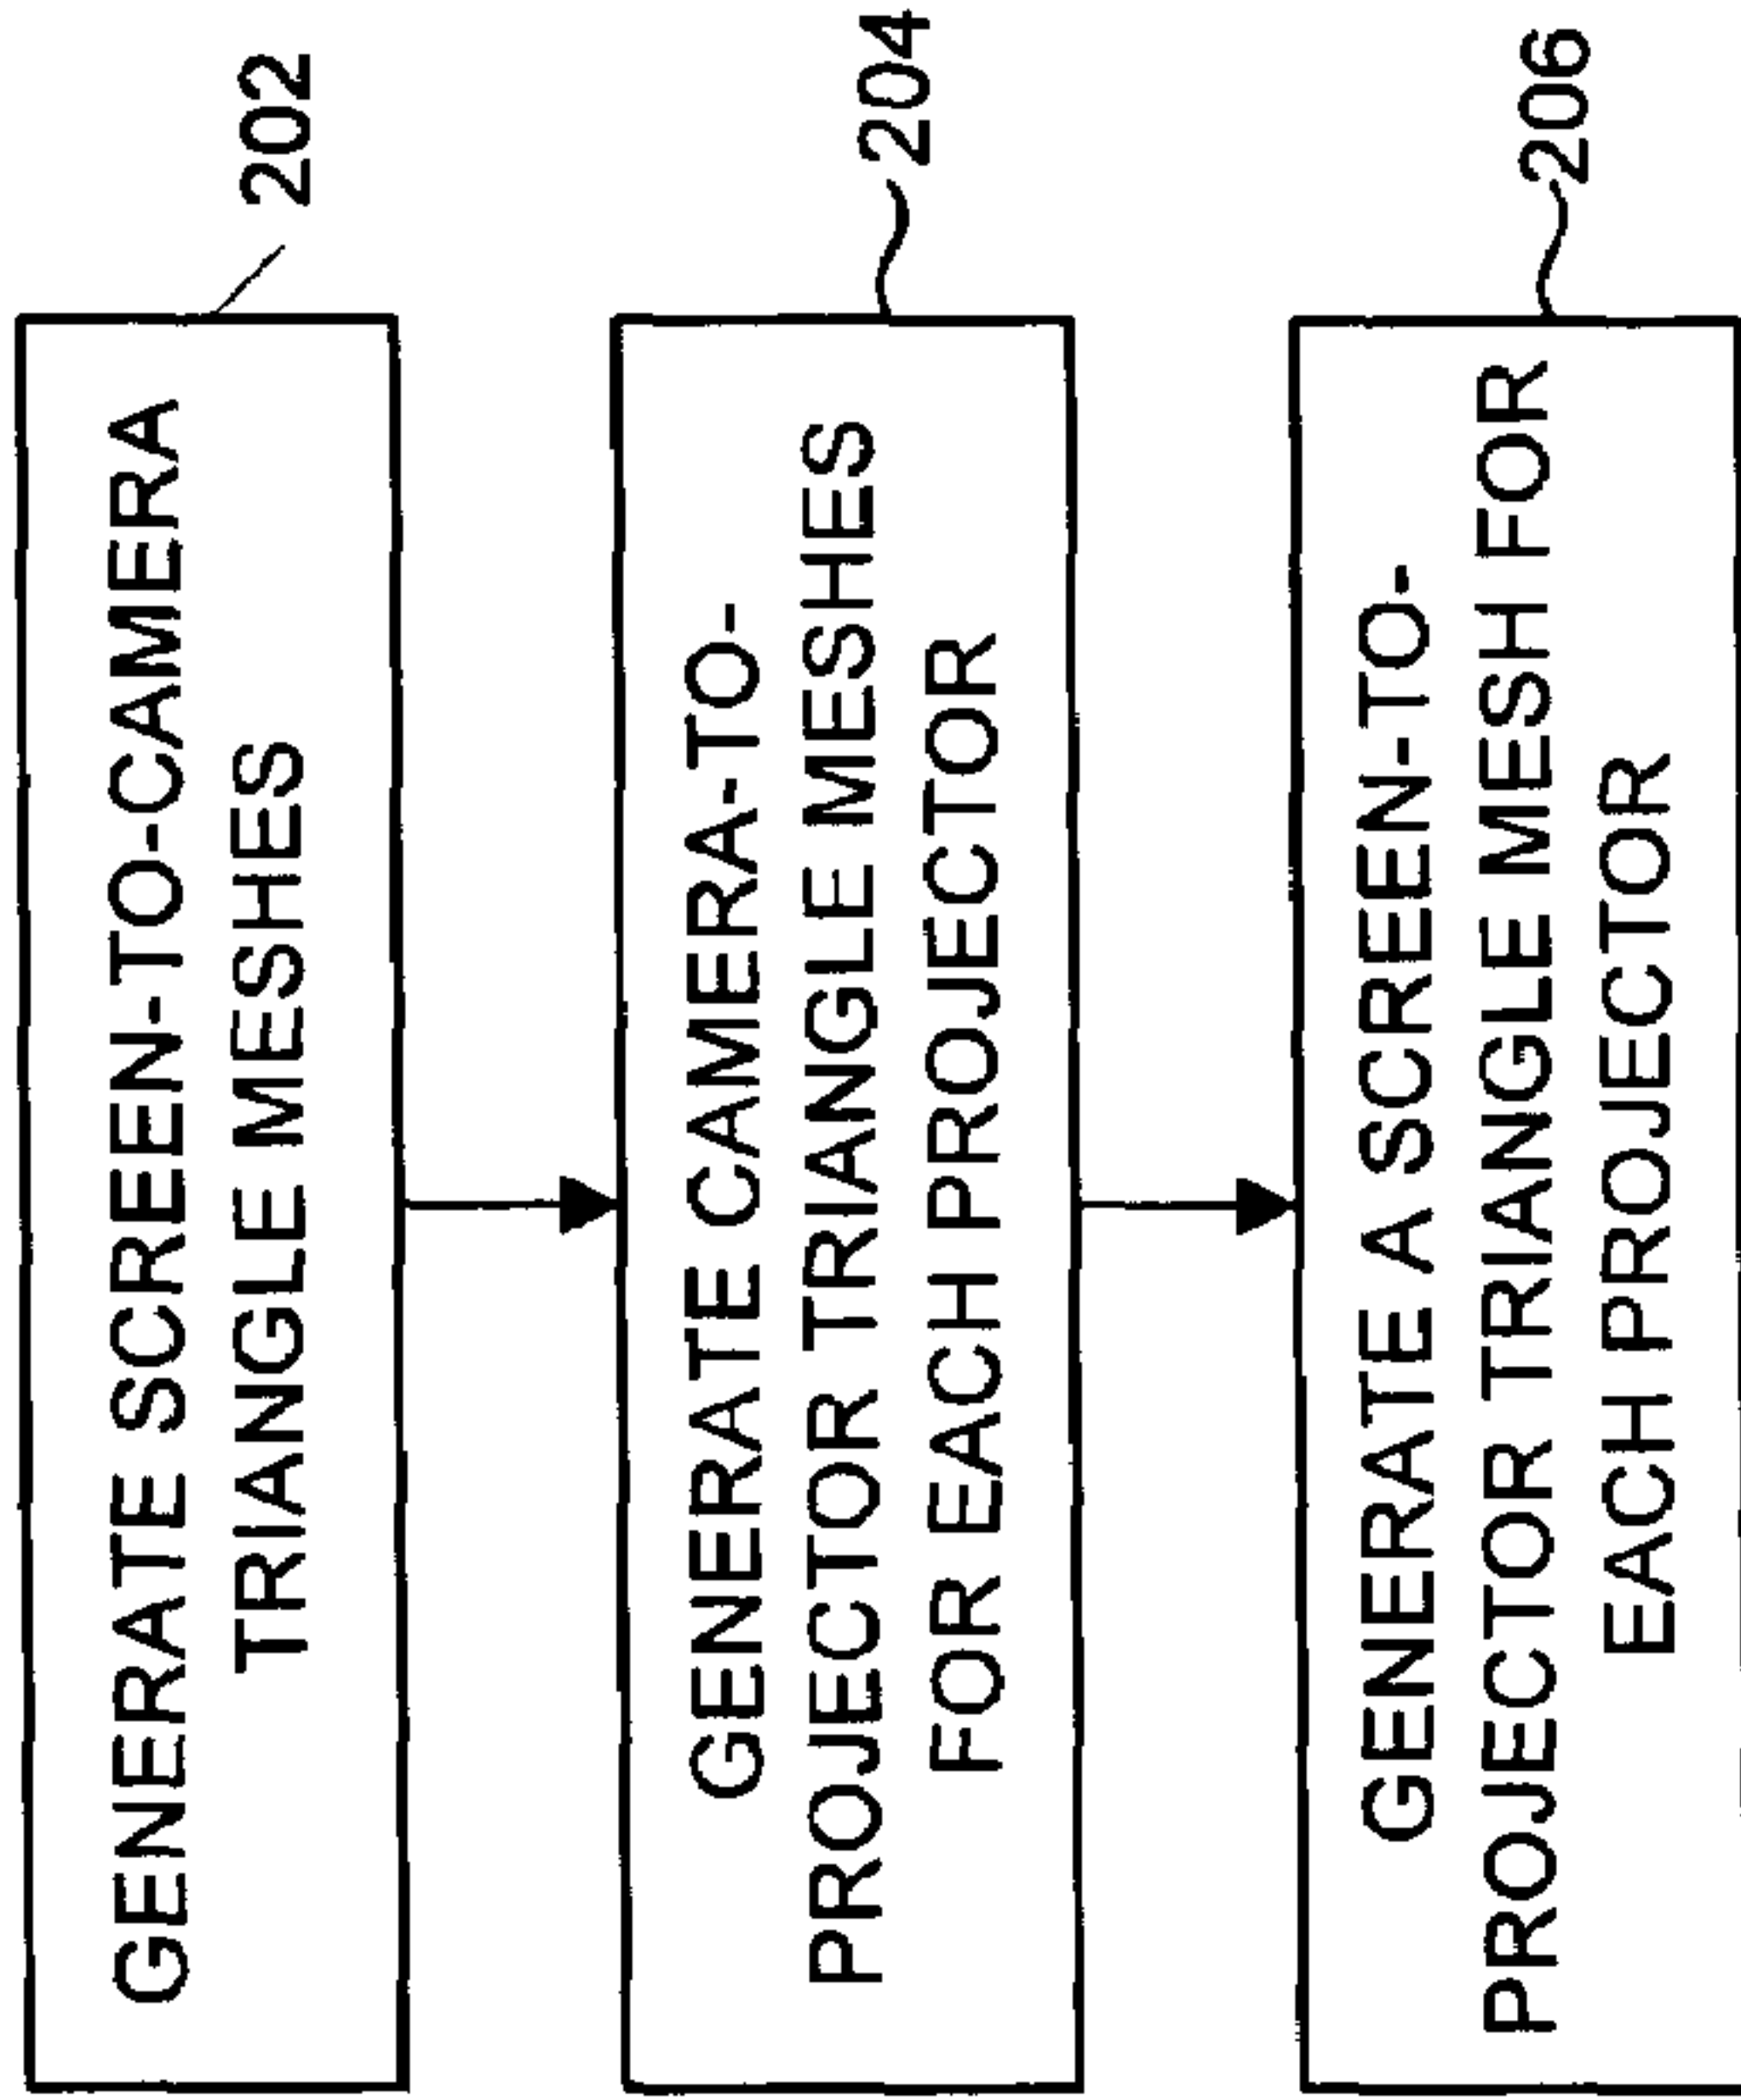 GENERATE SCREEN-TO-CAMERA
TRIANGLE MESHES
202
GENERATE CAMERA-TO-
PROJECTOR TRIANGLE MESHES
FOR EACH PROJECTOR
204
GENERATE A SCREEN-TO-
PROJECTOR TRIANGLE MESH FOR
EACH PROJECTOR
206